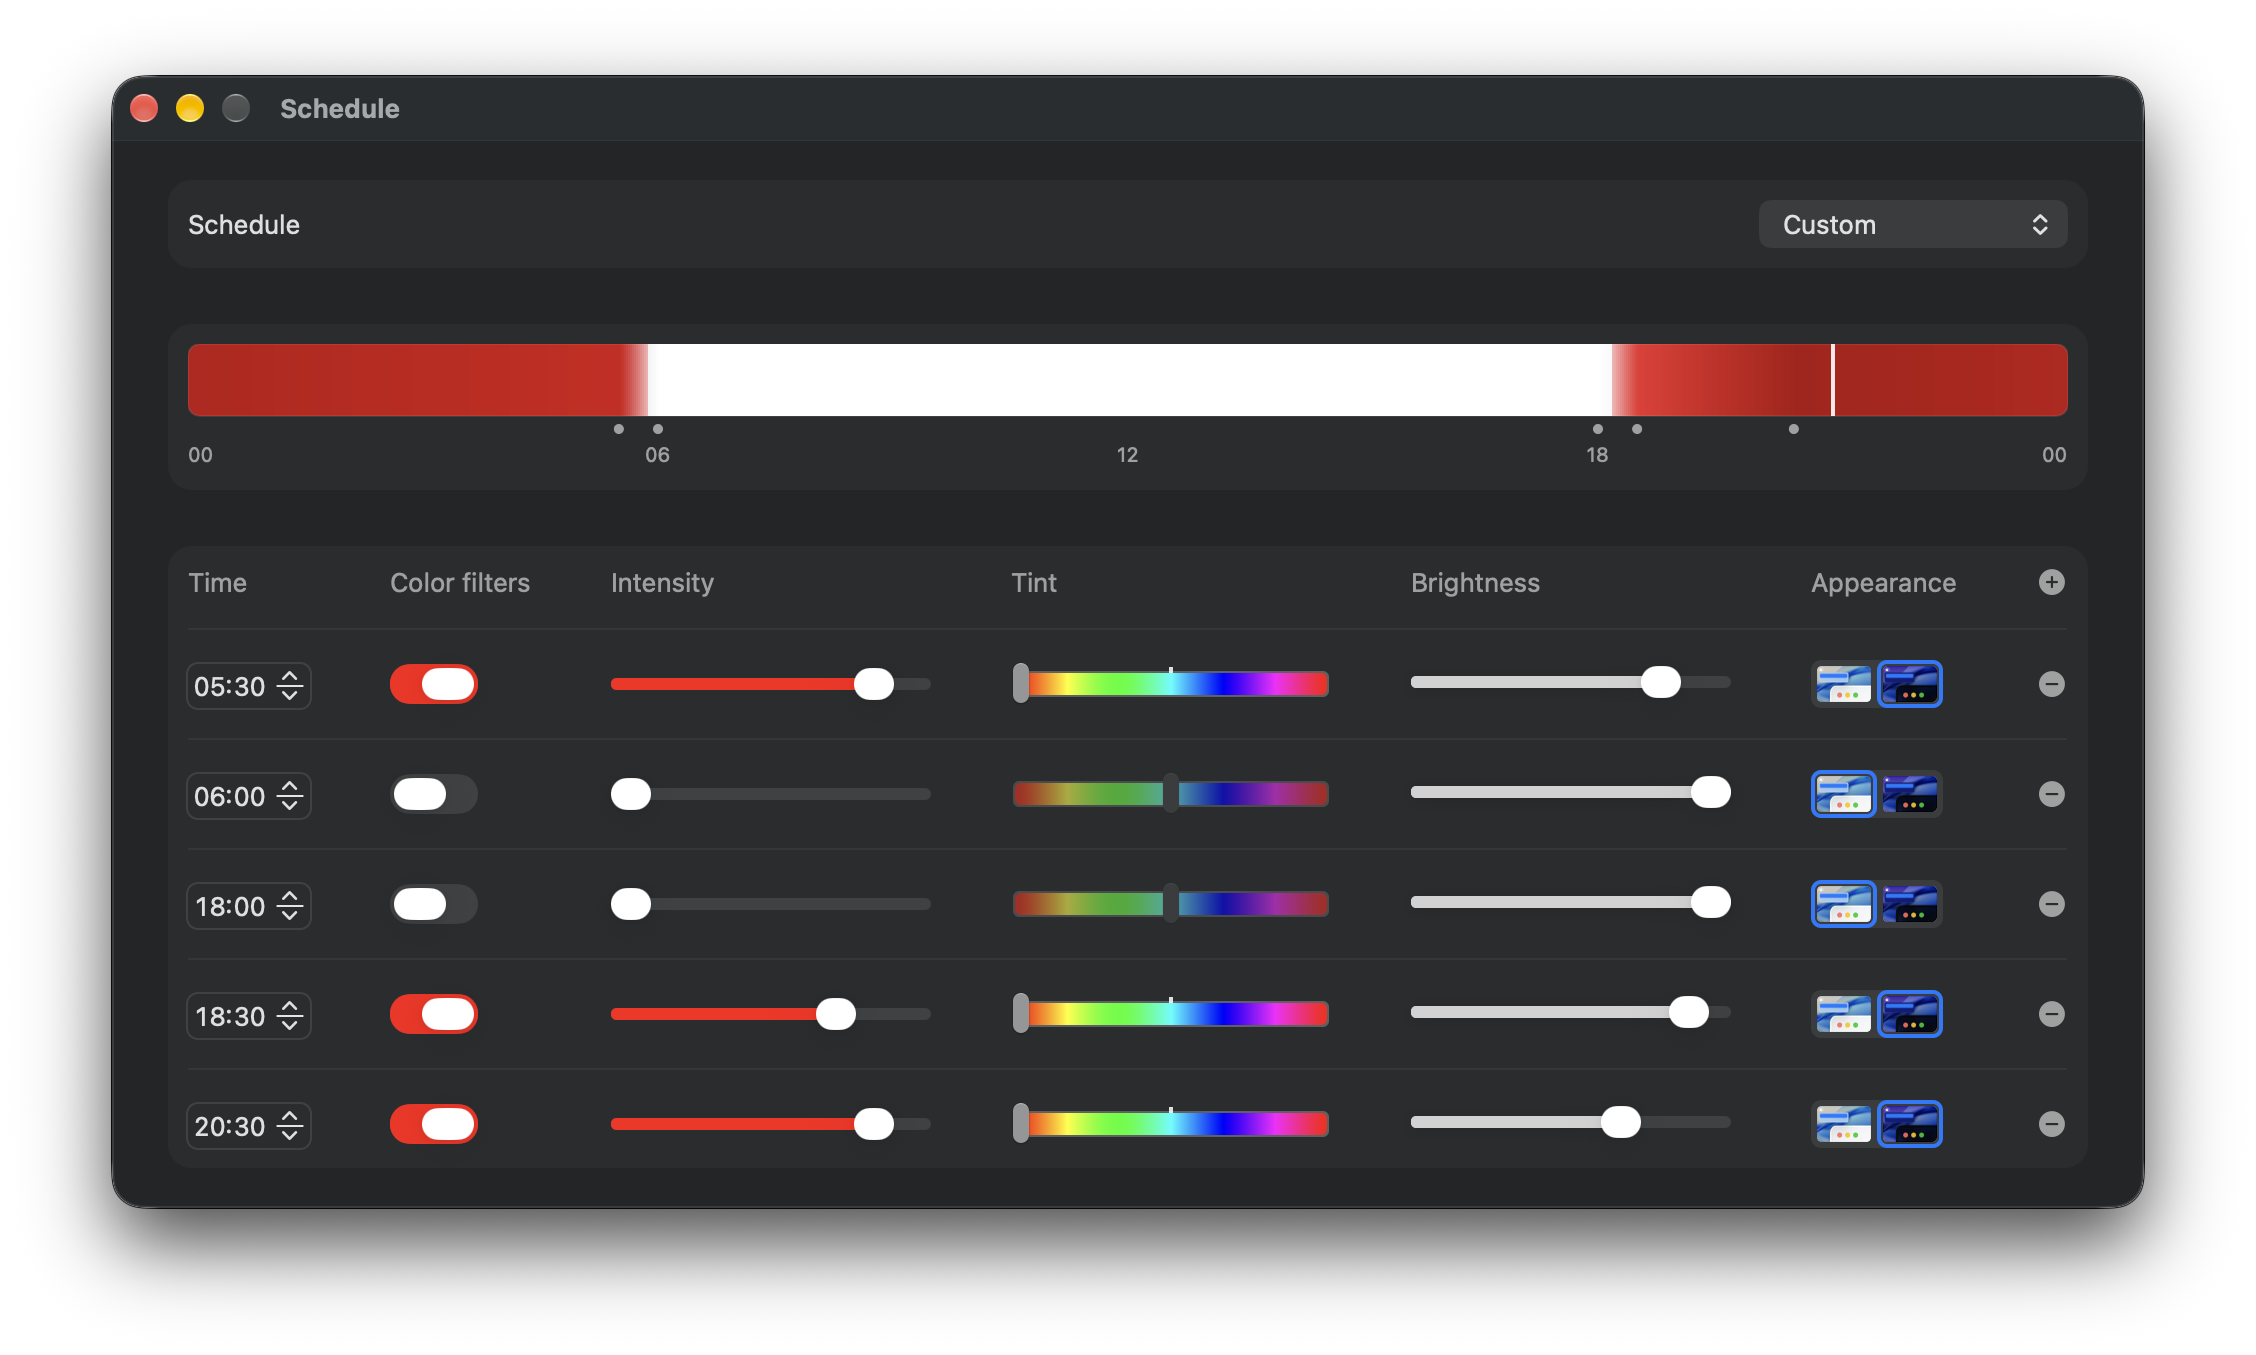 Schedule
Schedule
Custom
00 06 12 18 00
Time Color filters Intensity Tint Brightness Appearance
05:30
06:00
18:00
18:30
20:30